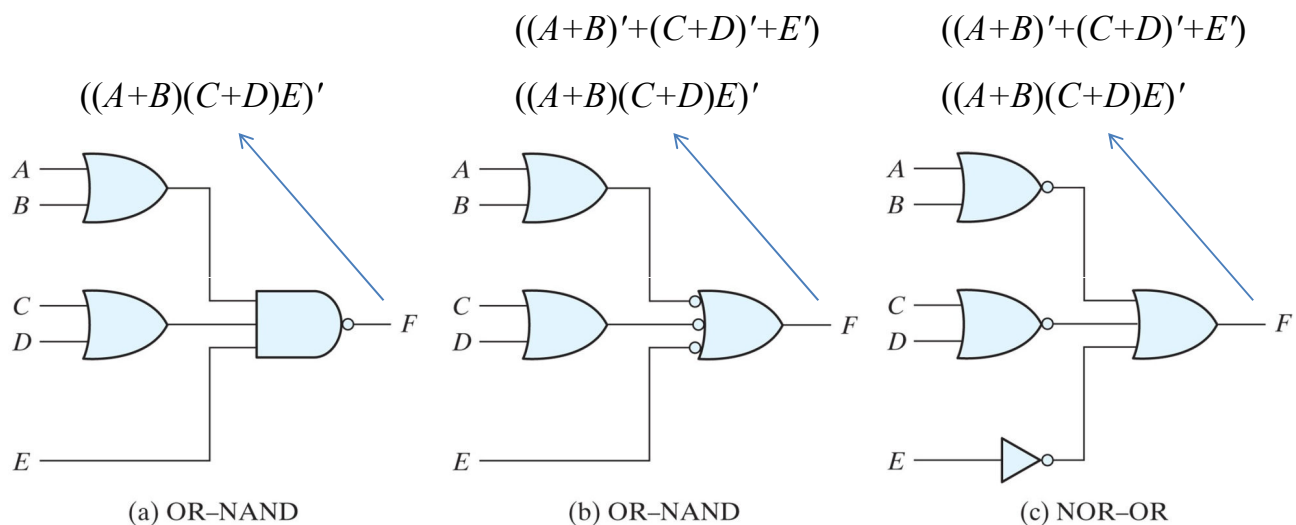 ((A+B)'+(C+D)'+E')
((A+B)'+(C+D)'+E')
((A+B)(C+D)E)'
((A+B)(C+D)E)'
((A+B)(C+D)E)'
A
B
C
D
E
F
(a) OR–NAND
A
B
C
D
E
F
(b) OR–NAND
A
B
C
D
E
F
(c) NOR–OR